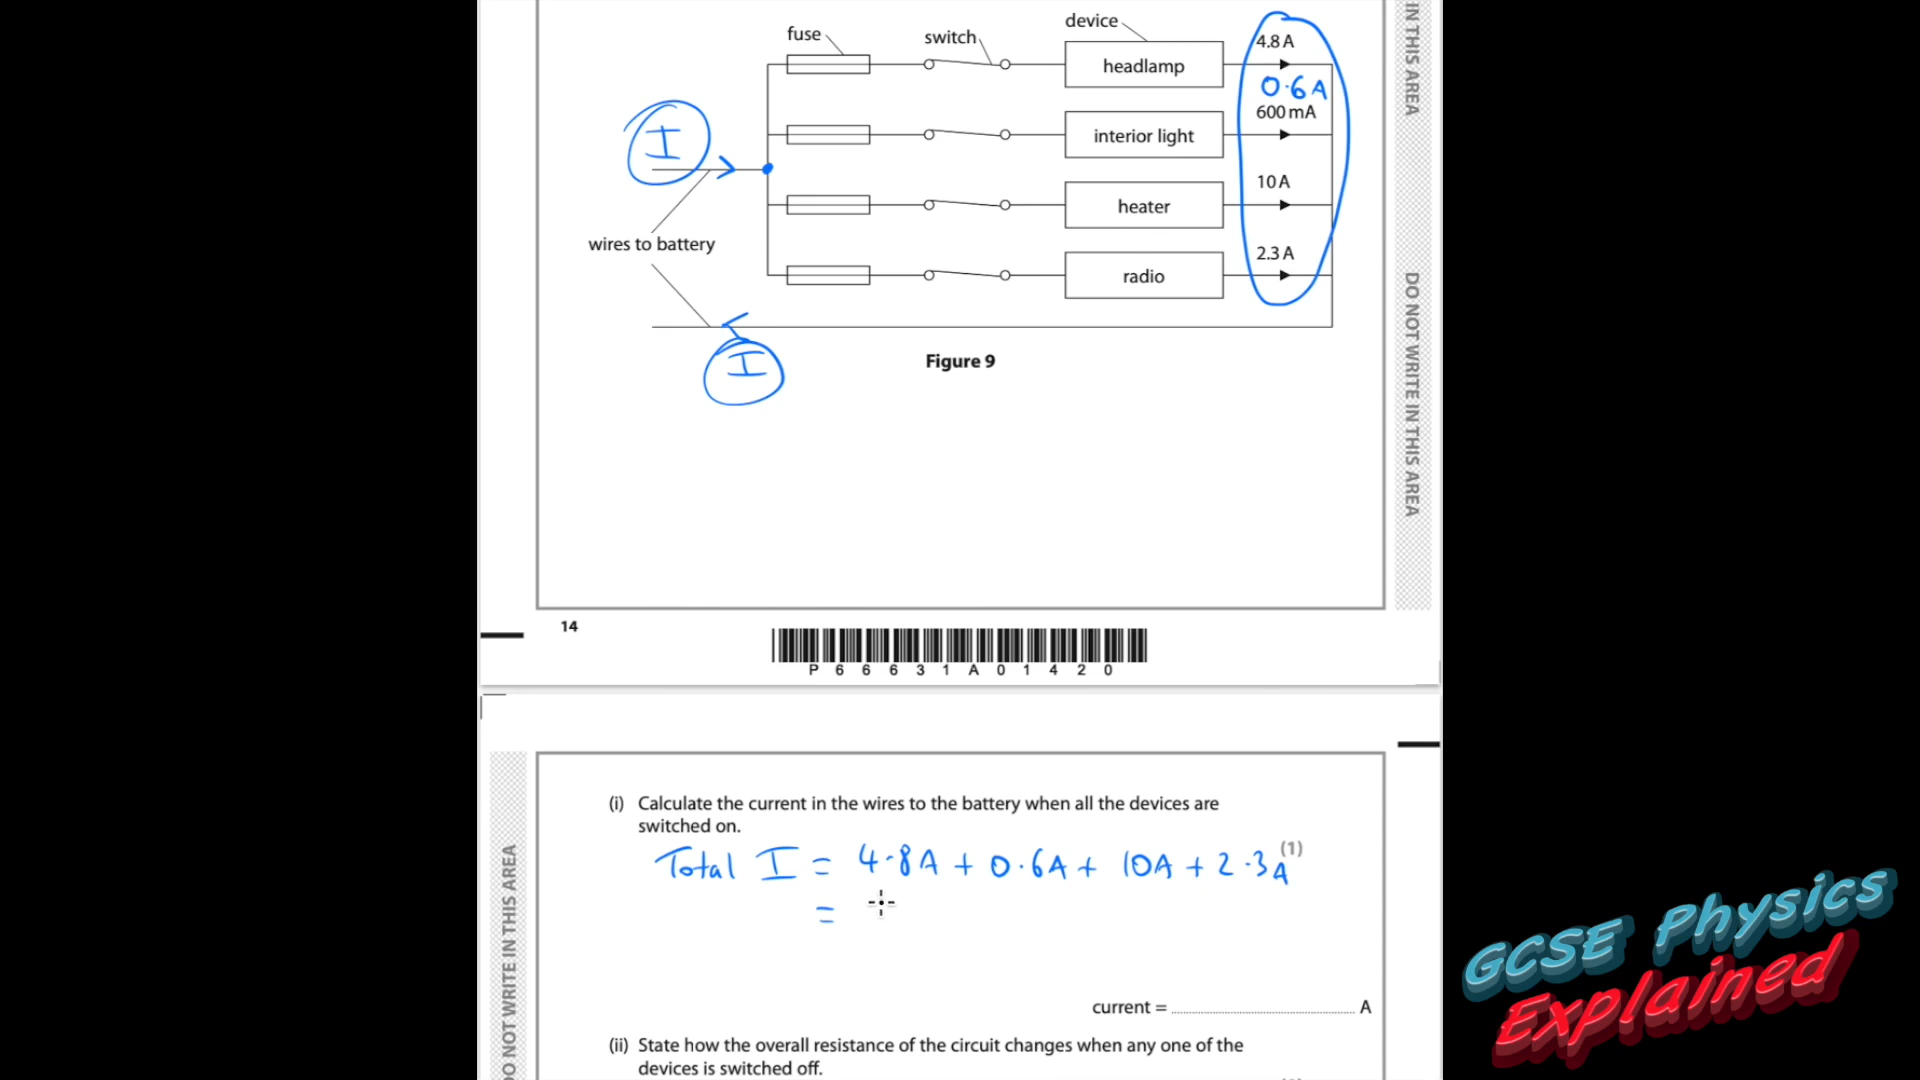 fuse
switch
device
4.8 A
headlamp
0.6 A
600 mA
I
interior light
10 A
heater
wires to battery
2.3 A
radio
I
Figure 9
IN THIS AREA
DO NOT WRITE IN THIS AREA
14
P 6 6 6 3 1 A 0 1 4 2 0
(i) Calculate the current in the wires to the battery when all the devices are
switched on.
(1)
Total I = 4.8A + 0.6A + 10A + 2.3A
=
current = ........................................ A
(ii) State how the overall resistance of the circuit changes when any one of the
devices is switched off.
DO NOT WRITE IN THIS AREA
GCSE Physics
Explained